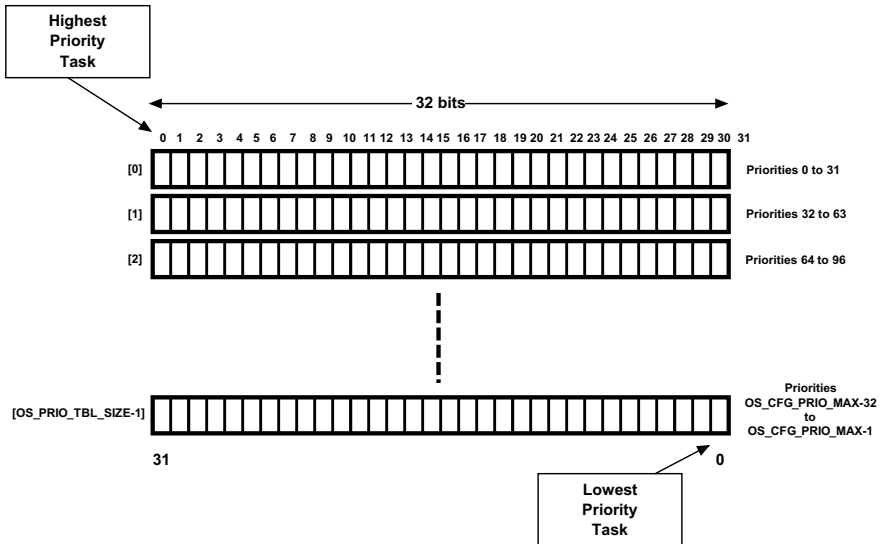 Highest
Priority
Task
32 bits
0 1 2 3 4 5 6 7 8 9 10 11 12 13 14 15 16 17 18 19 20 21 22 23 24 25 26 27 28 29 30 31
[0]
Priorities 0 to 31
[1]
Priorities 32 to 63
[2]
Priorities 64 to 96
[OS_PRIO_TBL_SIZE-1]
Priorities
OS_CFG_PRIO_MAX-32
to
OS_CFG_PRIO_MAX-1
31 0
Lowest
Priority
Task